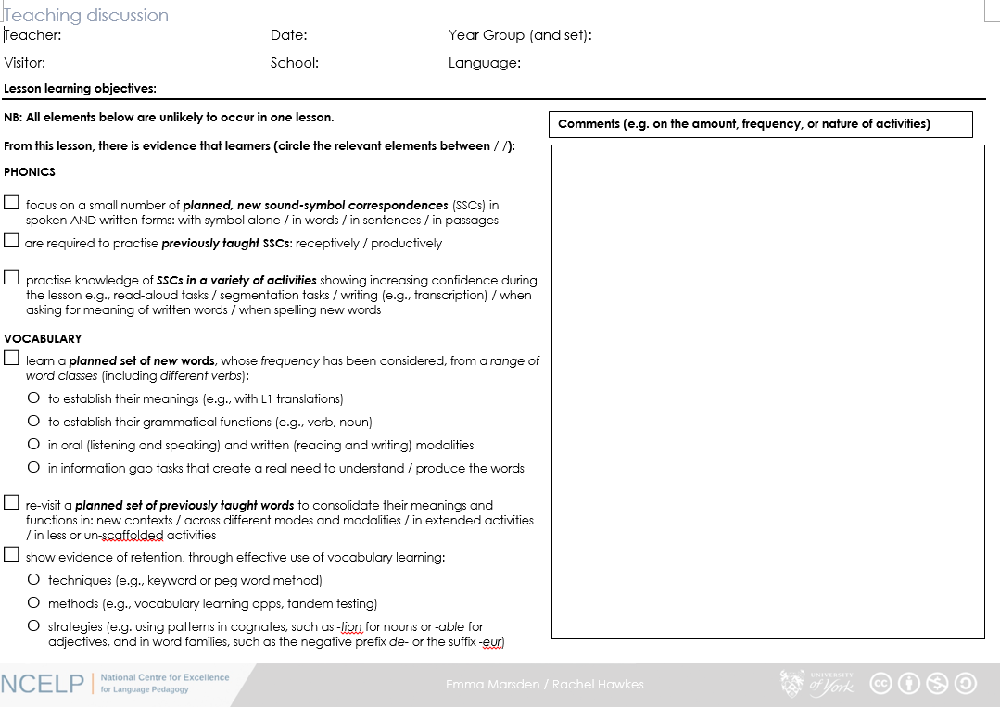 Teaching discussion
Teacher: Date: Year Group (and set):
Visitor: School: Language:
Lesson learning objectives:
NB: All elements below are unlikely to occur in one lesson.
Comments (e.g. on the amount, frequency, or nature of activities)
From this lesson, there is evidence that learners (circle the relevant elements between / /):
PHONICS
focus on a small number of planned, new sound-symbol correspondences (SSCs) in
spoken AND written forms: with symbol alone / in words / in sentences / in passages
are required to practise previously taught SSCs: receptively / productively
practise knowledge of SSCs in a variety of activities showing increasing confidence during
the lesson e.g., read-aloud tasks / segmentation tasks / writing (e.g., transcription) / when
asking for meaning of written words / when spelling new words
VOCABULARY
learn a planned set of new words, whose frequency has been considered, from a range of
word classes (including different verbs):
O to establish their meanings (e.g., with L1 translations)
O to establish their grammatical functions (e.g., verb, noun)
O in oral (listening and speaking) and written (reading and writing) modalities
O in information gap tasks that create a real need to understand / produce the words
re-visit a planned set of previously taught words to consolidate their meanings and
functions in: new contexts / across different modes and modalities / in extended activities
/ in less or un-scaffolded activities
show evidence of retention, through effective use of vocabulary learning:
O techniques (e.g., keyword or peg word method)
O methods (e.g., vocabulary learning apps, tandem testing)
O strategies (e.g. using patterns in cognates, such as -tion for nouns or -able for
adjectives, and in word families, such as the negative prefix de- or the suffix -eur)
NCELP National Centre for Excellence
for Language Pedagogy
Emma Marsden / Rachel Hawkes
UNIVERSITY
of York
cc